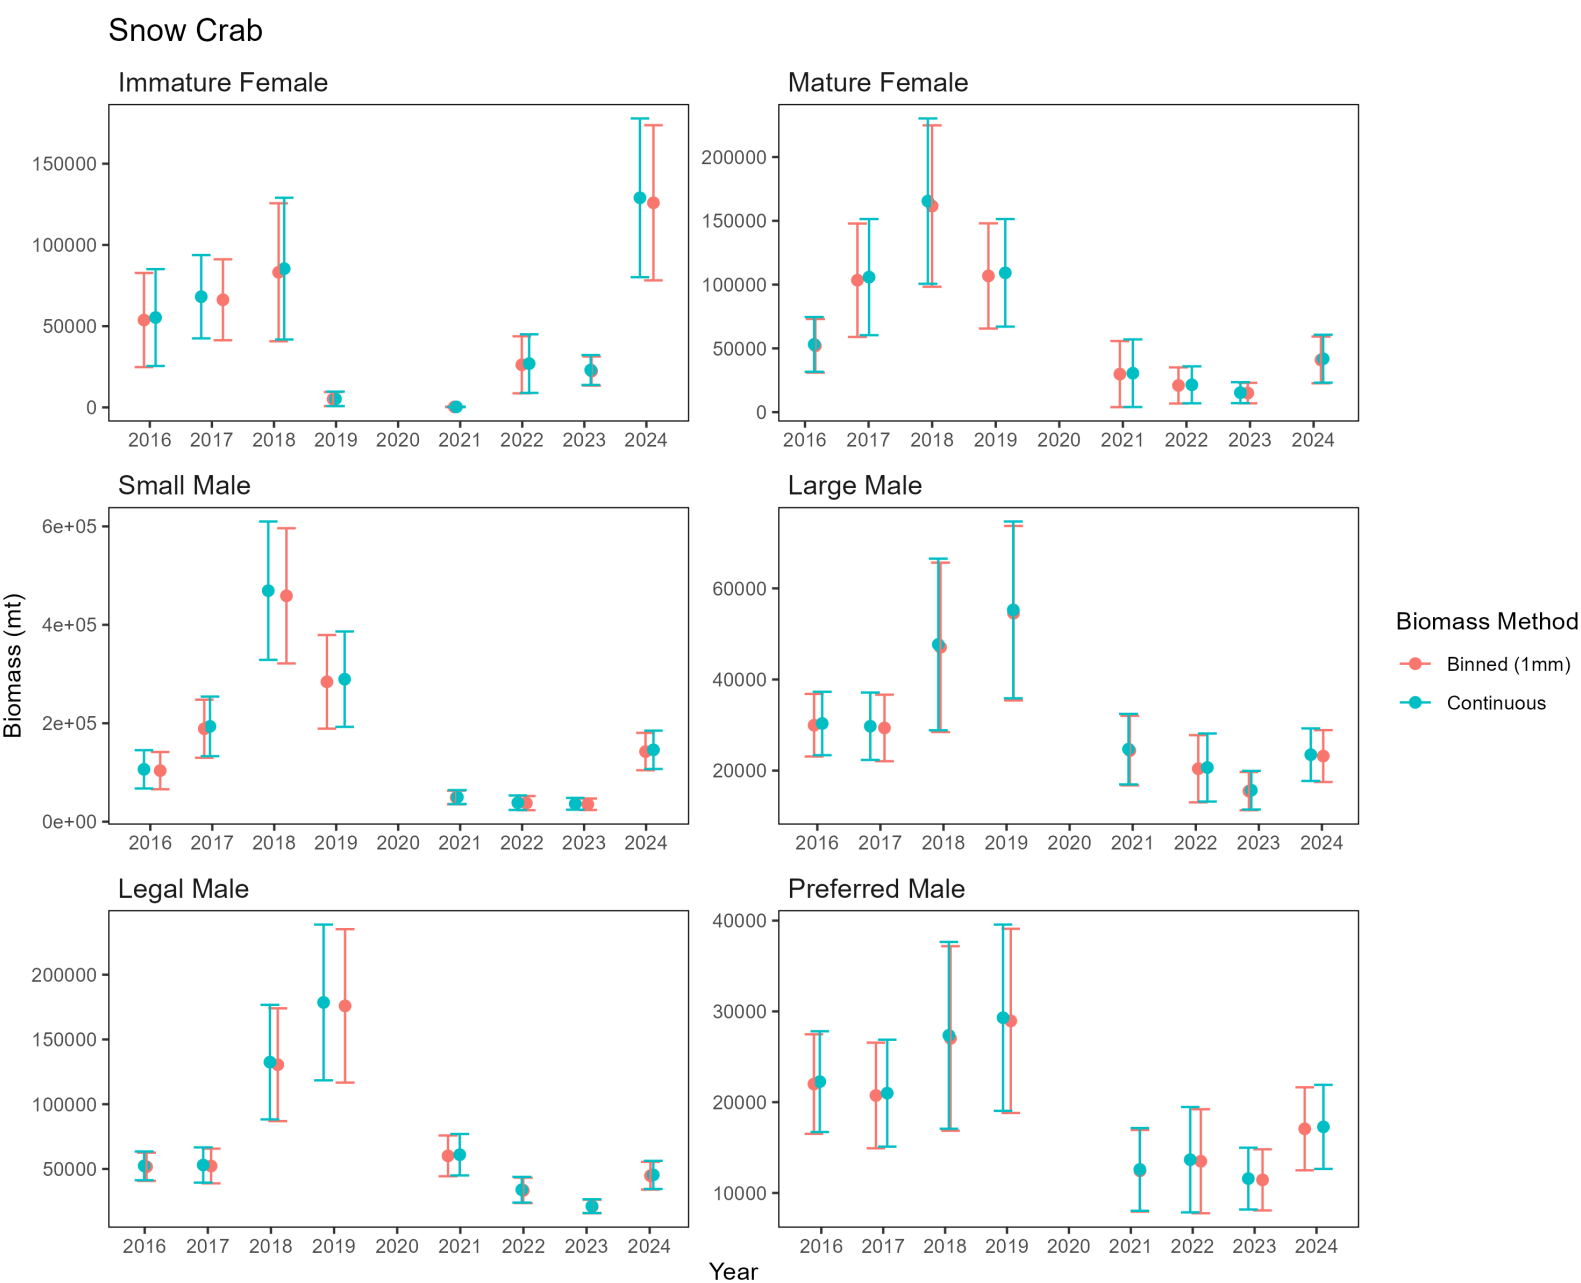 Snow Crab
Immature Female
Mature Female
150000
100000
50000
0
200000
150000
100000
50000
0
2016 2017 2018 2019 2020 2021 2022 2023 2024
2016 2017 2018 2019 2020 2021 2022 2023 2024
Small Male
Large Male
6e+05
4e+05
2e+05
0e+00
60000
40000
20000
2016 2017 2018 2019 2020 2021 2022 2023 2024
2016 2017 2018 2019 2020 2021 2022 2023 2024
Legal Male
Preferred Male
200000
150000
100000
50000
40000
30000
20000
10000
2016 2017 2018 2019 2020 2021 2022 2023 2024
2016 2017 2018 2019 2020 2021 2022 2023 2024
Biomass (mt)
Year
Biomass Method
Binned (1mm)
Continuous